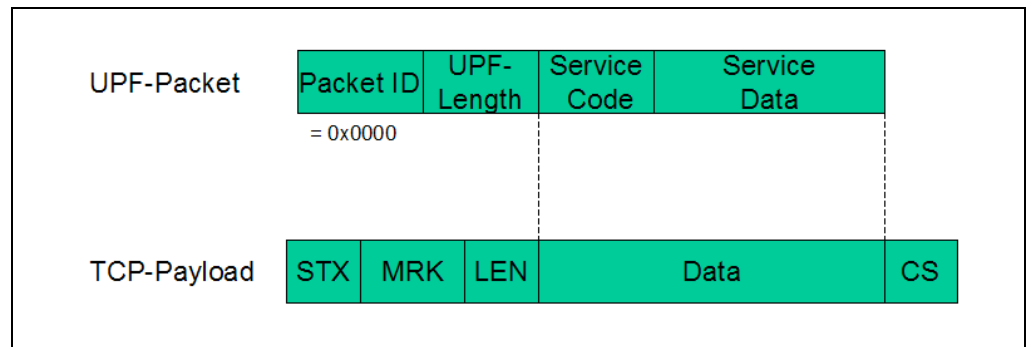 UPF-Packet
Packet ID
UPF-
Length
Service
Code
Service
Data
= 0x0000
TCP-Payload
STX
MRK
LEN
Data
CS